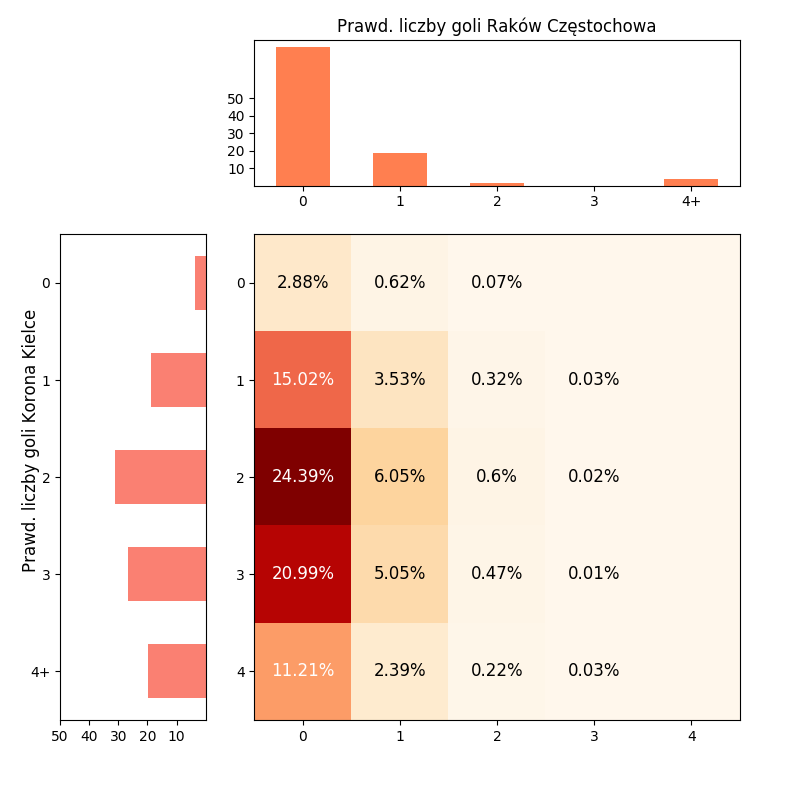 Prawd. liczby goli Raków Częstochowa
50
40
30
20
10
0 1 2 3 4+
Prawd. liczby goli Korona Kielce
0
1
2
3
4+
50 40 30 20 10
0 2.88% 0.62% 0.07%
1 15.02% 3.53% 0.32% 0.03%
2 24.39% 6.05% 0.6% 0.02%
3 20.99% 5.05% 0.47% 0.01%
4 11.21% 2.39% 0.22% 0.03%
0 1 2 3 4